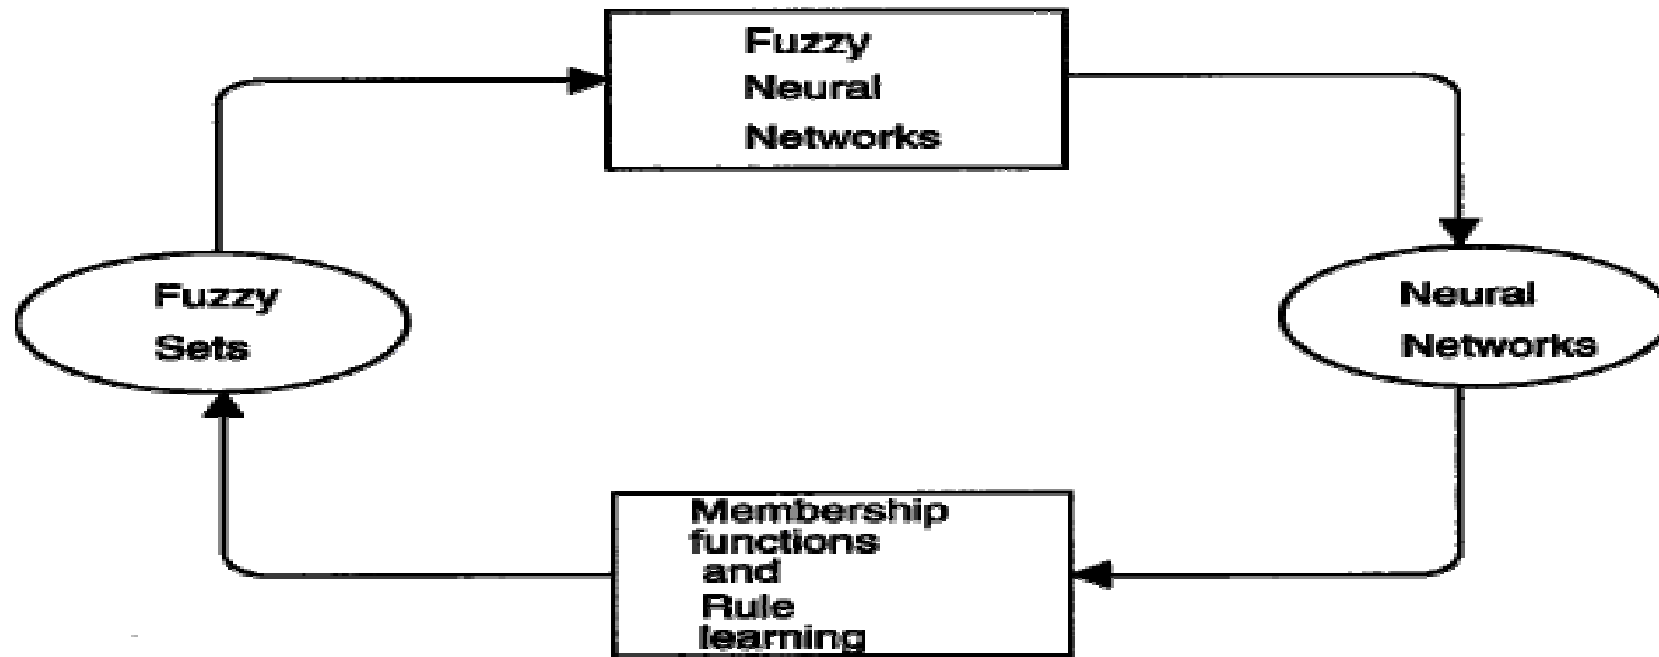 Fuzzy
Neural
Networks
Fuzzy
Sets
Neural
Networks
Membership
functions
and
Rule
learning